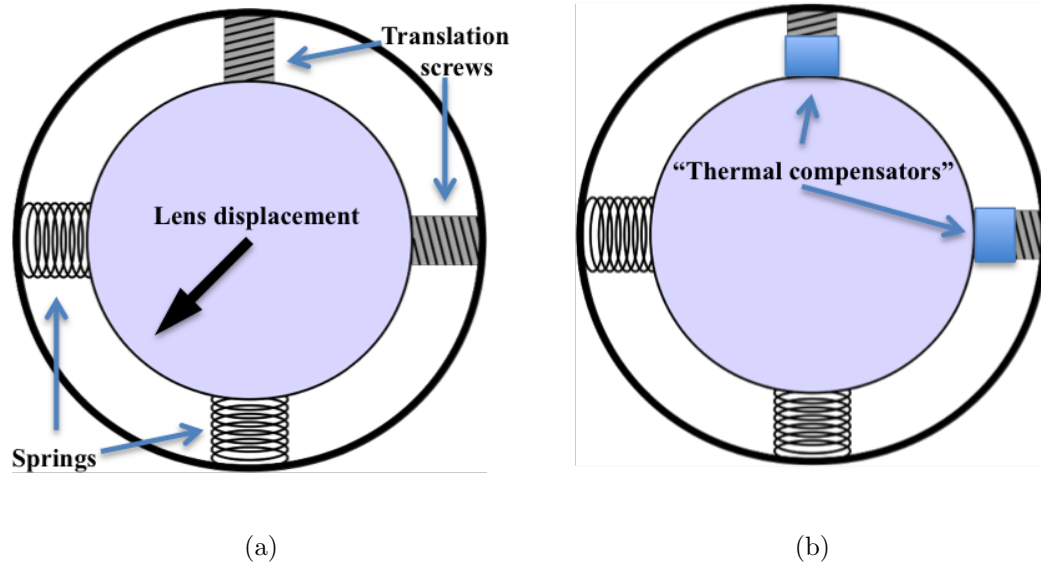 Translation
screws
Lens displacement
Springs
“Thermal compensators”
(a)
(b)